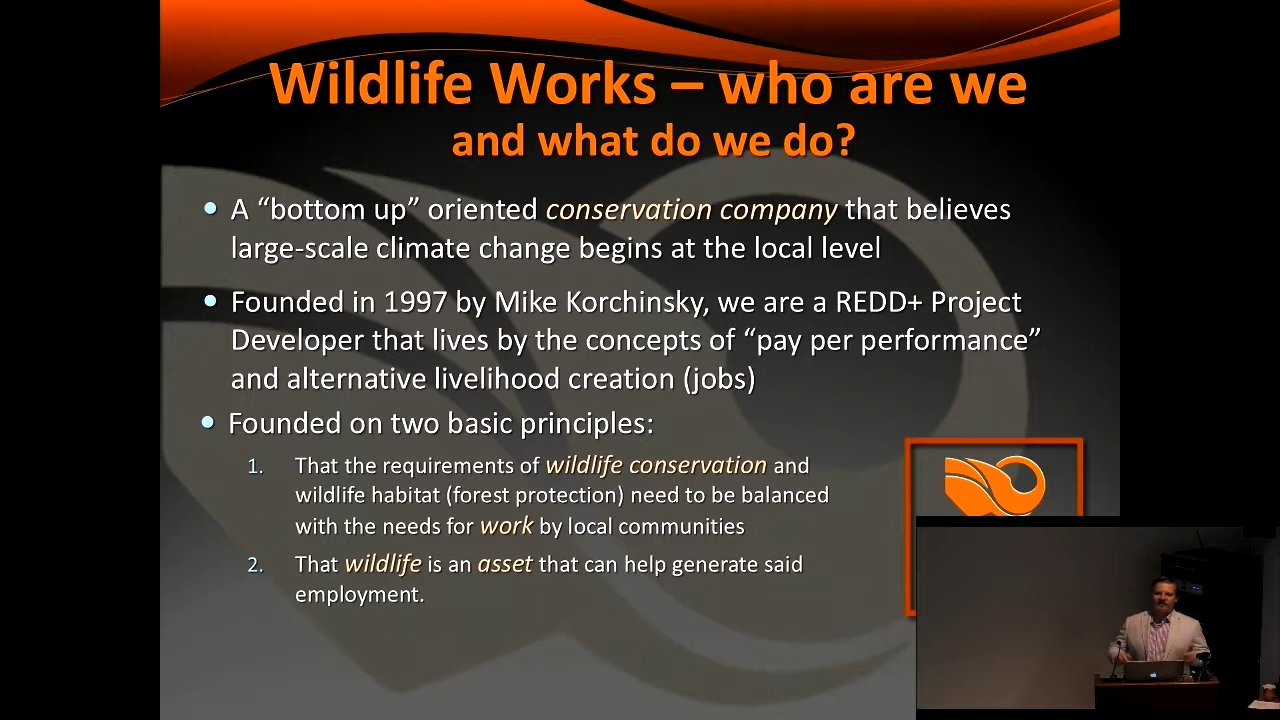 Wildlife Works – who are we
and what do we do?
• A “bottom up” oriented conservation company that believes
large-scale climate change begins at the local level
• Founded in 1997 by Mike Korchinsky, we are a REDD+ Project
Developer that lives by the concepts of “pay per performance”
and alternative livelihood creation (jobs)
• Founded on two basic principles:
1. That the requirements of wildlife conservation and
wildlife habitat (forest protection) need to be balanced
with the needs for work by local communities
2. That wildlife is an asset that can help generate said
employment.